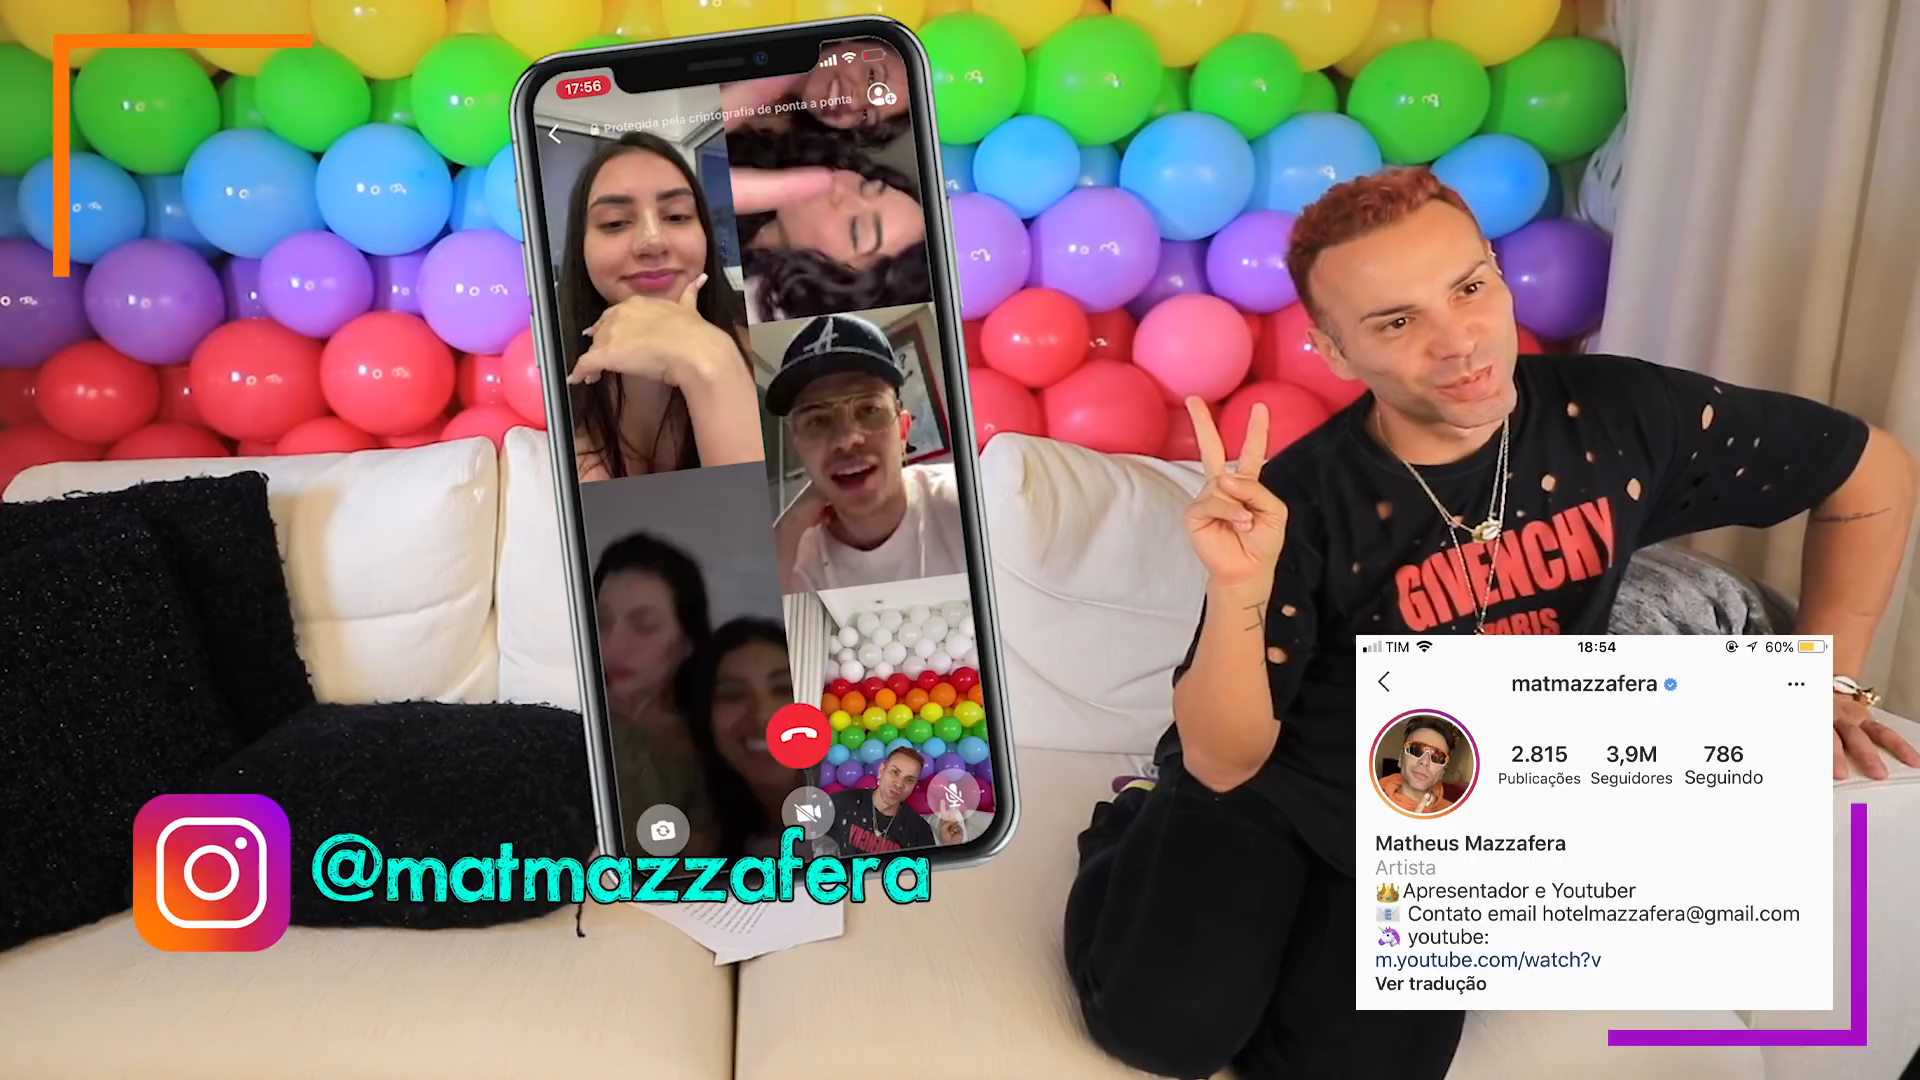 17:56
Protegida pela criptografia de ponta a ponta
A
GIVENCHY
PARIS
@matmazzafera
TIM
18:54
60%
matmazzafera
2.815
3,9M
786
Publicações
Seguidores
Seguindo
Matheus Mazzafera
Artista
Apresentador e Youtuber
Contato email hotelmazzafera@gmail.com
youtube:
m.youtube.com/watch?v
Ver tradução